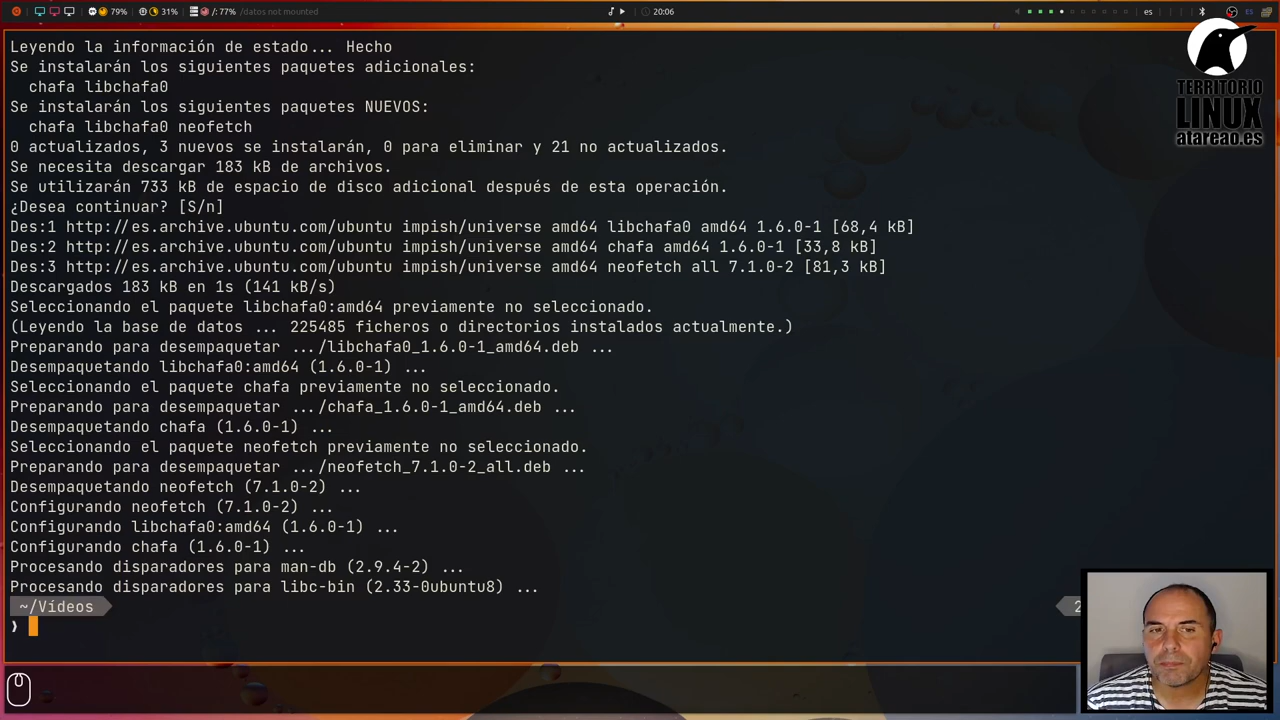 79% 31% /: 77% /datos not mounted 20:06 es ES
Leyendo la información de estado... Hecho
Se instalarán los siguientes paquetes adicionales:
chafa libchafa0
Se instalarán los siguientes paquetes NUEVOS:
chafa libchafa0 neofetch
0 actualizados, 3 nuevos se instalarán, 0 para eliminar y 21 no actualizados.
Se necesita descargar 183 kB de archivos.
Se utilizarán 733 kB de espacio de disco adicional después de esta operación.
¿Desea continuar? [S/n]
Des:1 http://es.archive.ubuntu.com/ubuntu impish/universe amd64 libchafa0 amd64 1.6.0-1 [68,4 kB]
Des:2 http://es.archive.ubuntu.com/ubuntu impish/universe amd64 chafa amd64 1.6.0-1 [33,8 kB]
Des:3 http://es.archive.ubuntu.com/ubuntu impish/universe amd64 neofetch all 7.1.0-2 [81,3 kB]
Descargados 183 kB en 1s (141 kB/s)
Seleccionando el paquete libchafa0:amd64 previamente no seleccionado.
(Leyendo la base de datos ... 225485 ficheros o directorios instalados actualmente.)
Preparando para desempaquetar .../libchafa0_1.6.0-1_amd64.deb ...
Desempaquetando libchafa0:amd64 (1.6.0-1) ...
Seleccionando el paquete chafa previamente no seleccionado.
Preparando para desempaquetar .../chafa_1.6.0-1_amd64.deb ...
Desempaquetando chafa (1.6.0-1) ...
Seleccionando el paquete neofetch previamente no seleccionado.
Preparando para desempaquetar .../neofetch_7.1.0-2_all.deb ...
Desempaquetando neofetch (7.1.0-2) ...
Configurando neofetch (7.1.0-2) ...
Configurando libchafa0:amd64 (1.6.0-1) ...
Configurando chafa (1.6.0-1) ...
Procesando disparadores para man-db (2.9.4-2) ...
Procesando disparadores para libc-bin (2.33-0ubuntu8) ...
~/Vídeos 2
❯
TERRITORIO
LINUX
atareao.es